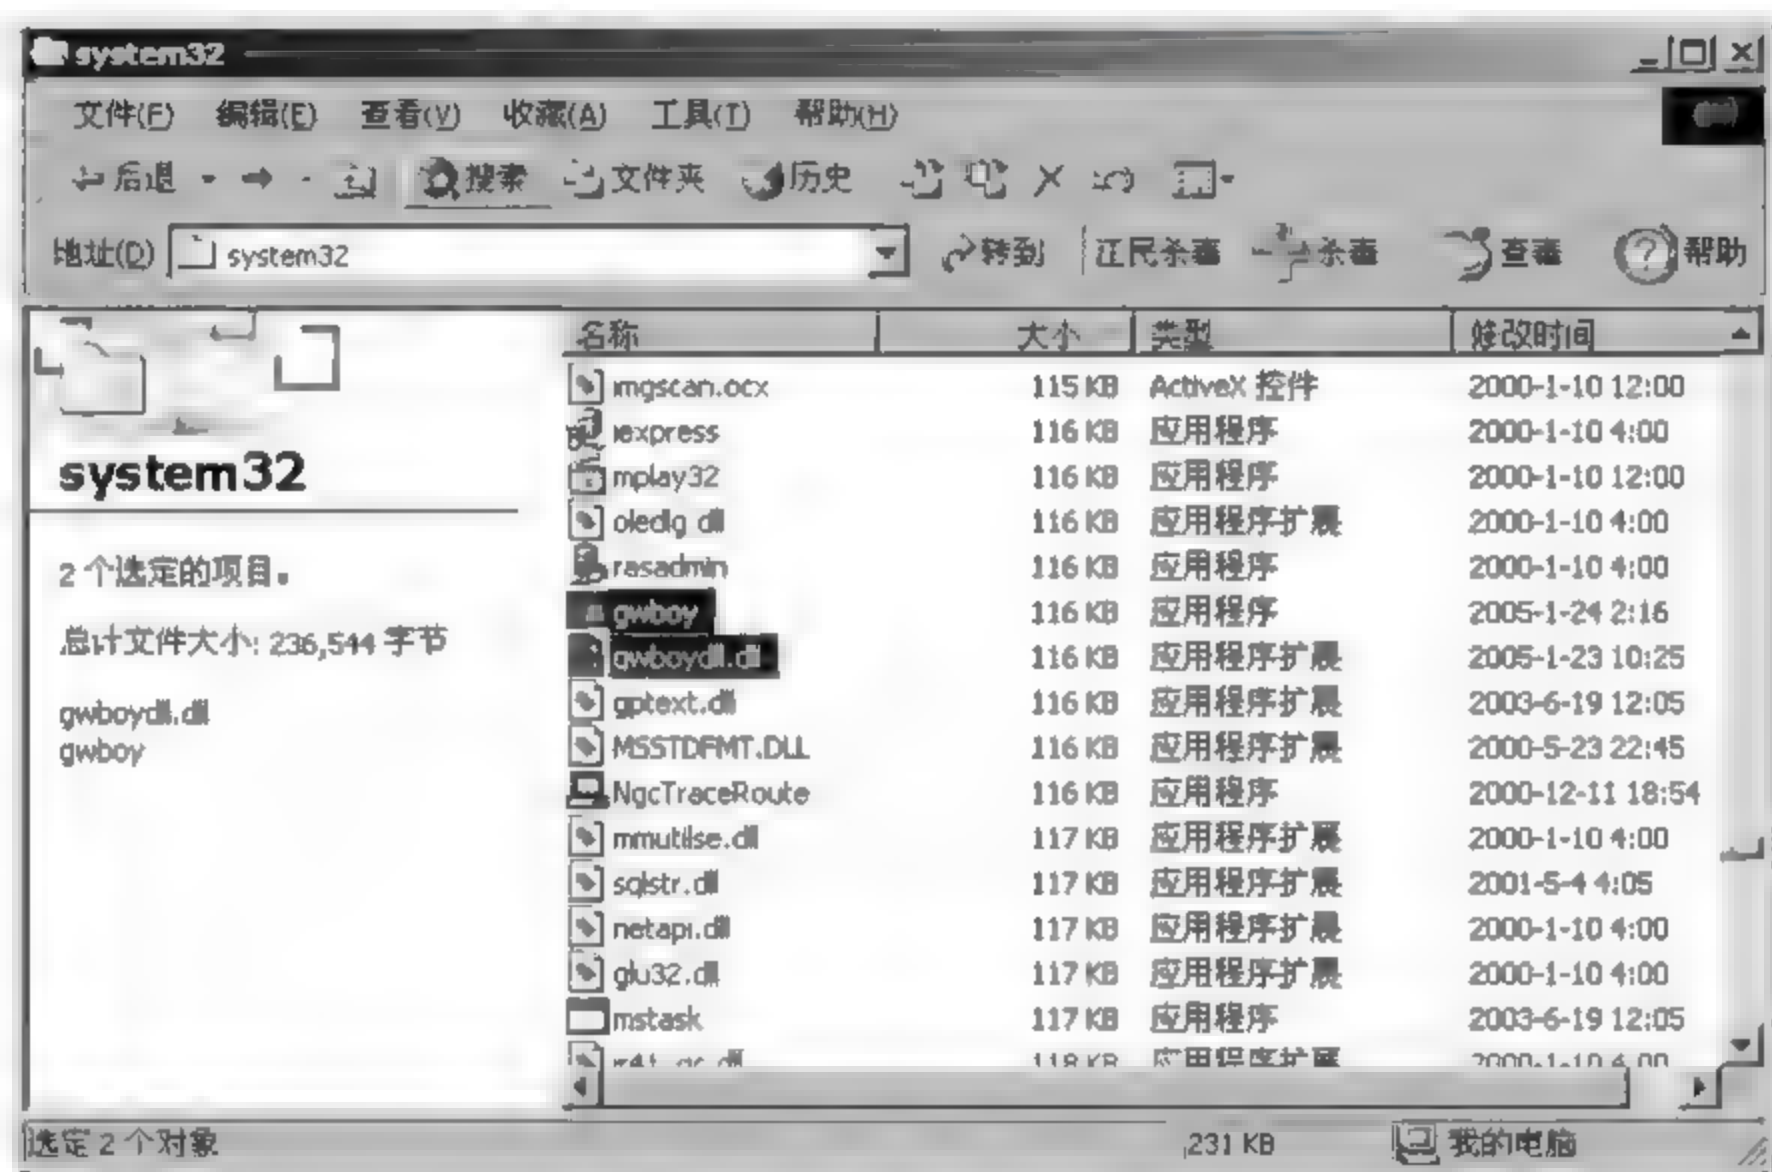 system32
文件(F) 编辑(E) 查看(V) 收藏(A) 工具(T) 帮助(H)
后退 搜索 文件夹 历史
地址(D) system32 转到 江民杀毒 杀毒 查毒 帮助
名称 大小 类型 修改时间
system32
2 个选定的项目。
总计文件大小: 236,544 字节
gwboydll.dll
gwboy
imgscan.ocx 115 KB ActiveX 控件 2000-1-10 12:00
iexpress 116 KB 应用程序 2000-1-10 4:00
mplay32 116 KB 应用程序 2000-1-10 12:00
oledlg.dll 116 KB 应用程序扩展 2000-1-10 4:00
rasadmin 116 KB 应用程序 2000-1-10 4:00
gwboy 116 KB 应用程序 2005-1-24 2:16
gwboydll.dll 116 KB 应用程序扩展 2005-1-23 10:25
gptext.dll 116 KB 应用程序扩展 2003-6-19 12:05
MSSTDFMT.DLL 116 KB 应用程序扩展 2000-5-23 22:45
NgcTraceRoute 116 KB 应用程序 2000-12-11 18:54
mmutilse.dll 117 KB 应用程序扩展 2000-1-10 4:00
sqlstr.dll 117 KB 应用程序扩展 2001-5-4 4:05
netapi.dll 117 KB 应用程序扩展 2000-1-10 4:00
glu32.dll 117 KB 应用程序扩展 2000-1-10 4:00
mstask 117 KB 应用程序 2003-6-19 12:05
118 KB 应用程序扩展
选定 2 个对象 231 KB 我的电脑